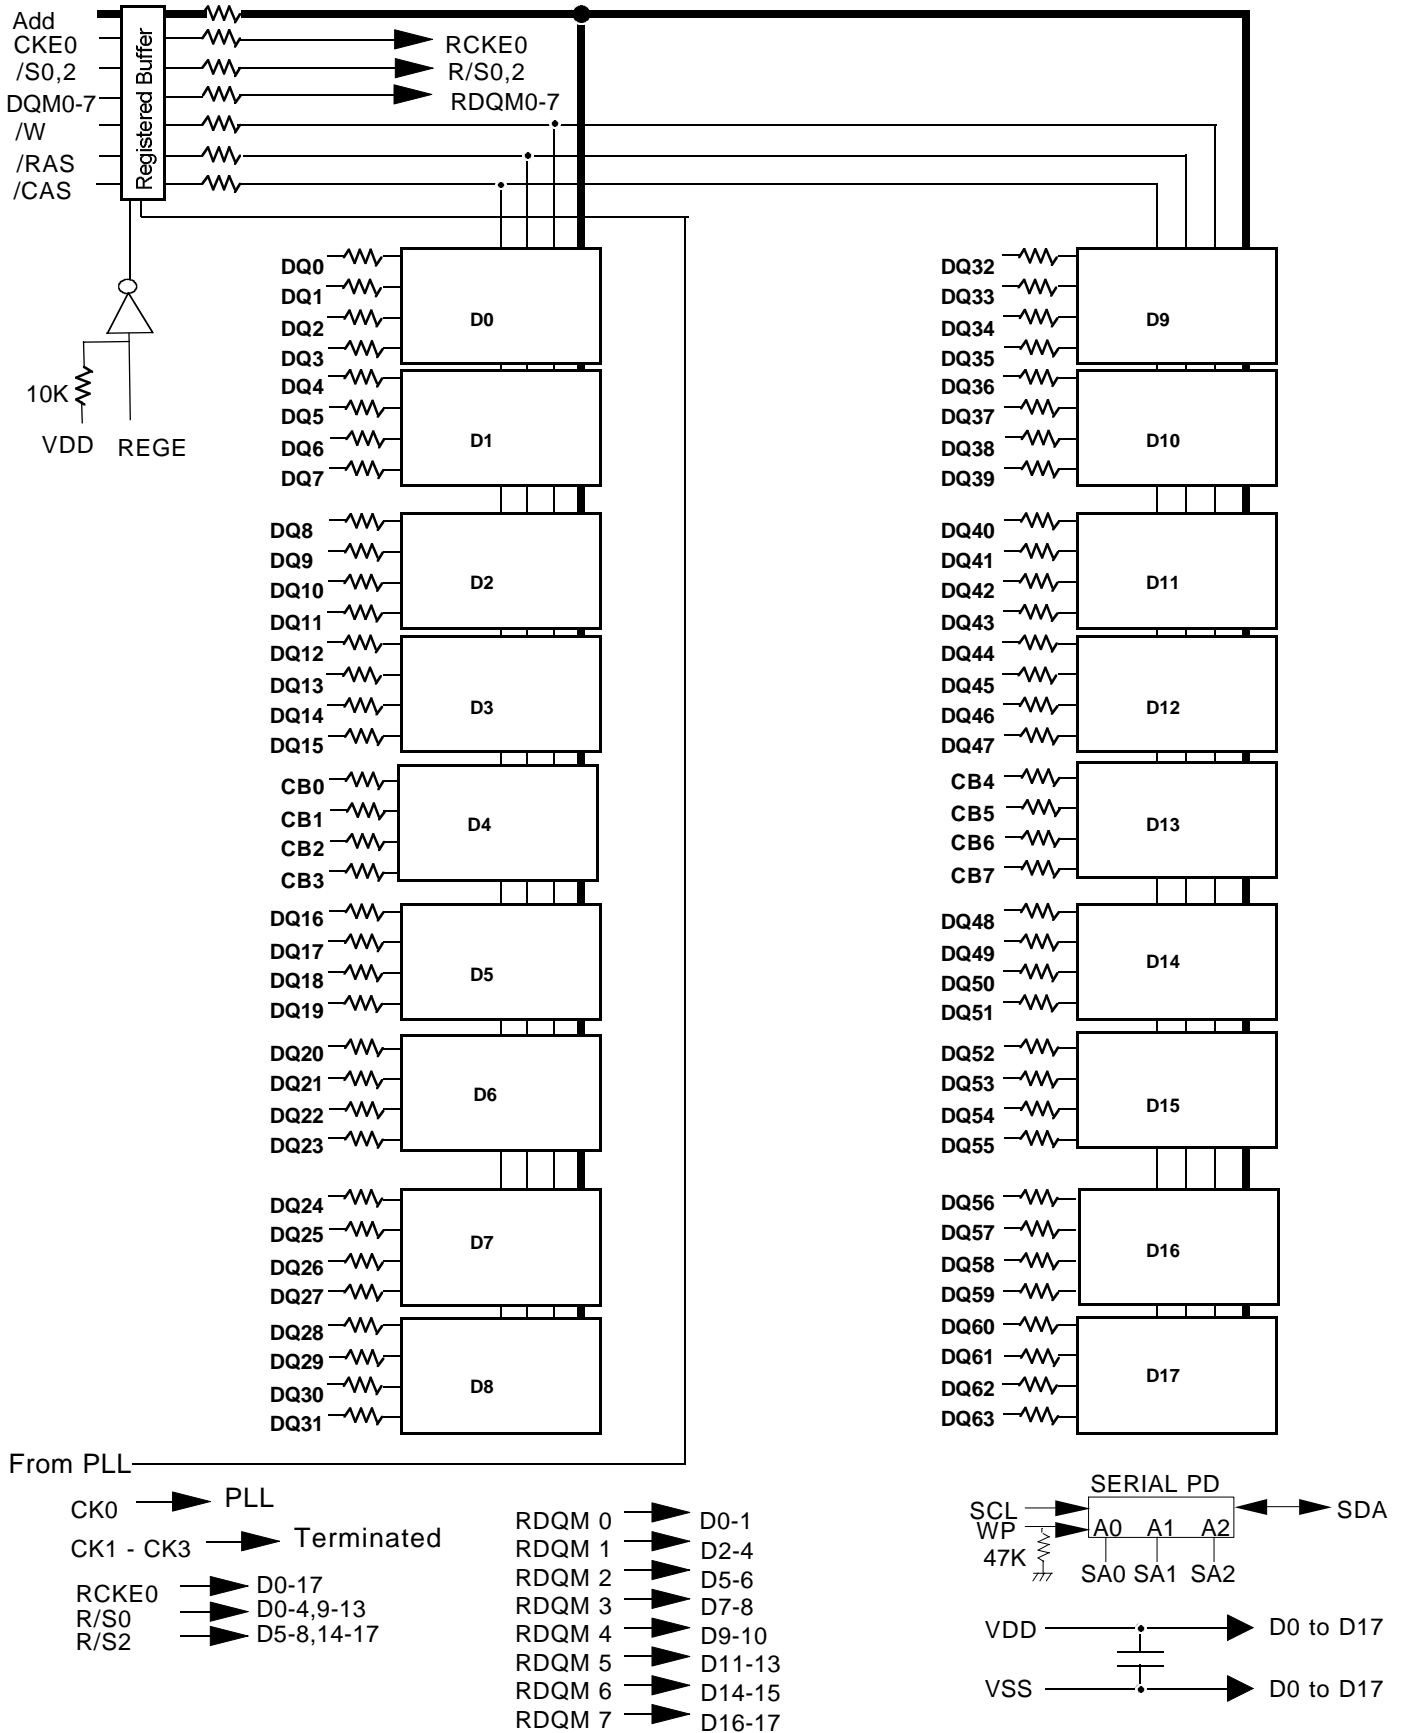 Add
CKE0
/S0,2
DQM0-7
/W
/RAS
/CAS
Registered Buffer
RCKE0
R/S0,2
RDQM0-7
10K
VDD REGE
DQ0
DQ1
DQ2
DQ3
D0
DQ4
DQ5
DQ6
DQ7
D1
DQ8
DQ9
DQ10
DQ11
D2
DQ12
DQ13
DQ14
DQ15
D3
CB0
CB1
CB2
CB3
D4
DQ16
DQ17
DQ18
DQ19
D5
DQ20
DQ21
DQ22
DQ23
D6
DQ24
DQ25
DQ26
DQ27
D7
DQ28
DQ29
DQ30
DQ31
D8
DQ32
DQ33
DQ34
DQ35
D9
DQ36
DQ37
DQ38
DQ39
D10
DQ40
DQ41
DQ42
DQ43
D11
DQ44
DQ45
DQ46
DQ47
D12
CB4
CB5
CB6
CB7
D13
DQ48
DQ49
DQ50
DQ51
D14
DQ52
DQ53
DQ54
DQ55
D15
DQ56
DQ57
DQ58
DQ59
D16
DQ60
DQ61
DQ62
DQ63
D17
From PLL
CK0 PLL
CK1 - CK3 Terminated
RCKE0 D0-17
R/S0 D0-4,9-13
R/S2 D5-8,14-17
RDQM 0 D0-1
RDQM 1 D2-4
RDQM 2 D5-6
RDQM 3 D7-8
RDQM 4 D9-10
RDQM 5 D11-13
RDQM 6 D14-15
RDQM 7 D16-17
SERIAL PD
SCL SDA
WP A0 A1 A2
47K SA0 SA1 SA2
VDD D0 to D17
VSS D0 to D17